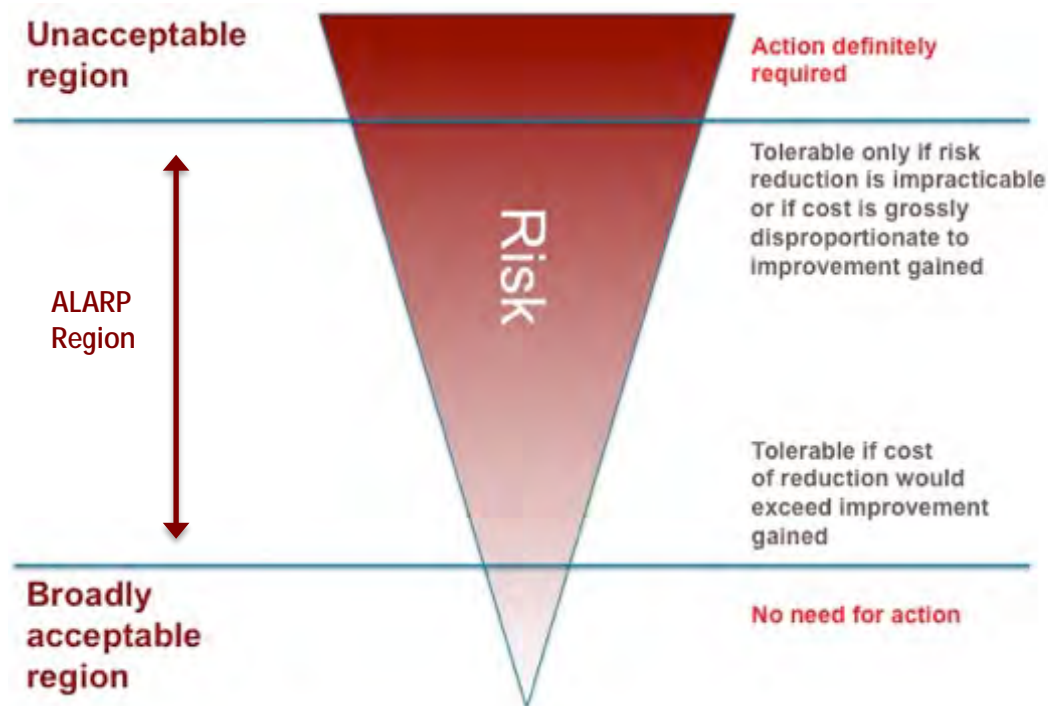 Unacceptable
region
Action definitely
required
Tolerable only if risk
reduction is impracticable
or if cost is grossly
disproportionate to
improvement gained
Risk
ALARP
Region
Tolerable if cost
of reduction would
exceed improvement
gained
Broadly
acceptable
region
No need for action